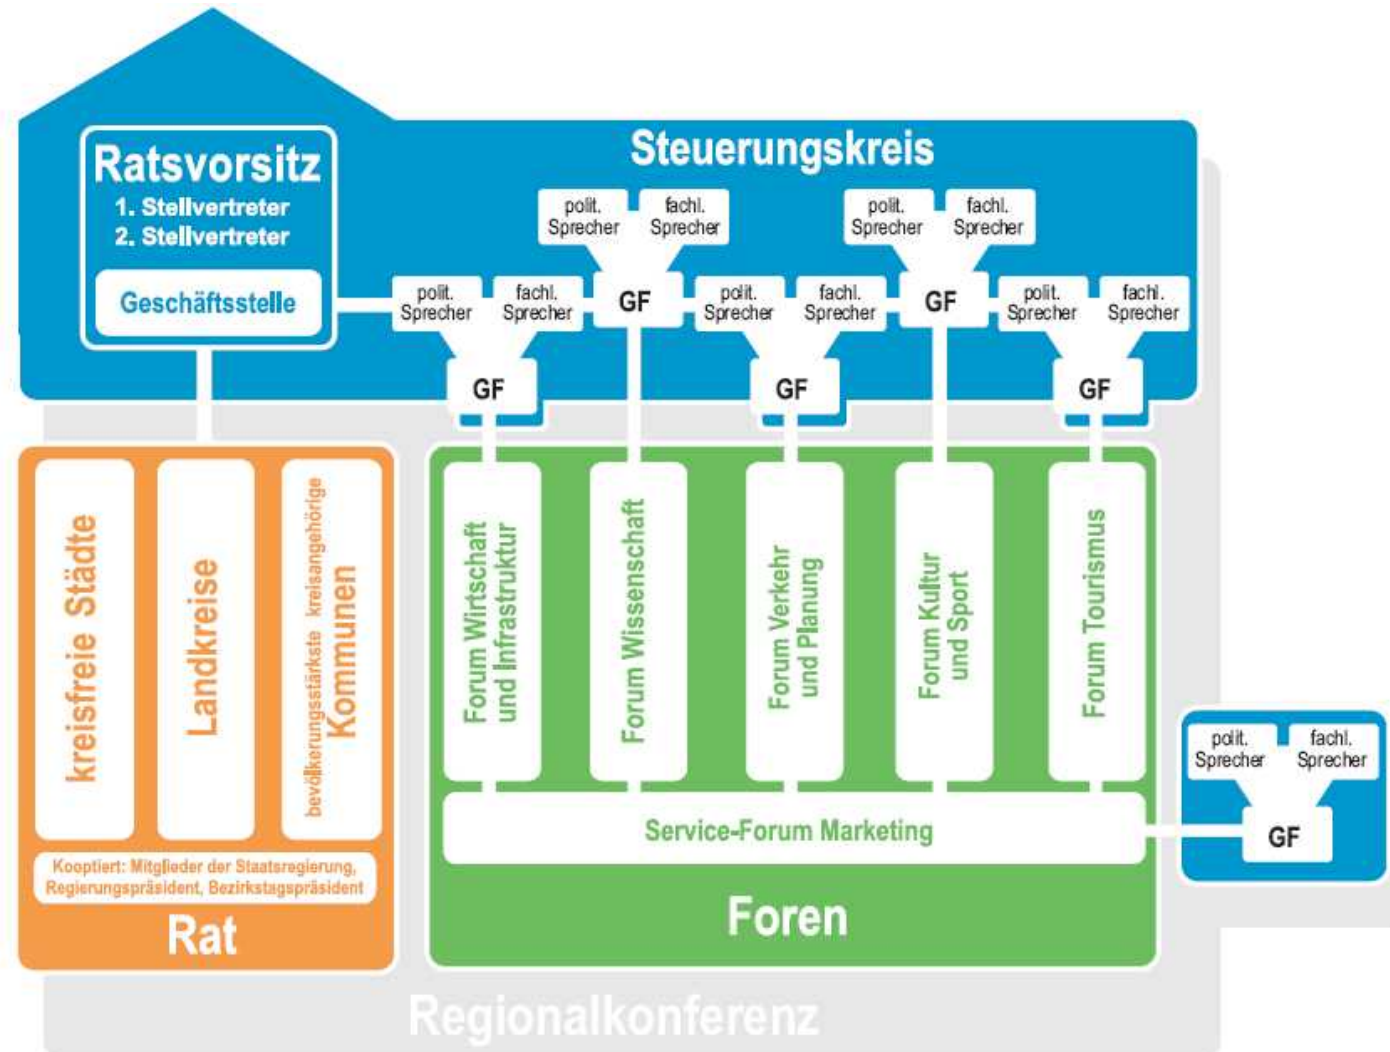 Ratsvorsitz
1. Stellvertreter
2. Stellvertreter
Geschäftsstelle
Steuerungskreis
polit.
Sprecher
fachl.
Sprecher
GF
polit.
Sprecher
fachl.
Sprecher
GF
polit.
Sprecher
fachl.
Sprecher
GF
polit.
Sprecher
fachl.
Sprecher
GF
polit.
Sprecher
fachl.
Sprecher
GF
kreisfreie Städte
Landkreise
bevölkerungsstärkste kreisangehörige
Kommunen
Kooptiert: Mitglieder der Staatsregierung,
Regierungspräsident, Bezirkstagspräsident
Rat
Forum Wirtschaft
und Infrastruktur
Forum Wissenschaft
Forum Verkehr
und Planung
Forum Kultur
und Sport
Forum Tourismus
Service-Forum Marketing
Foren
polit.
Sprecher
fachl.
Sprecher
GF
Regionalkonferenz